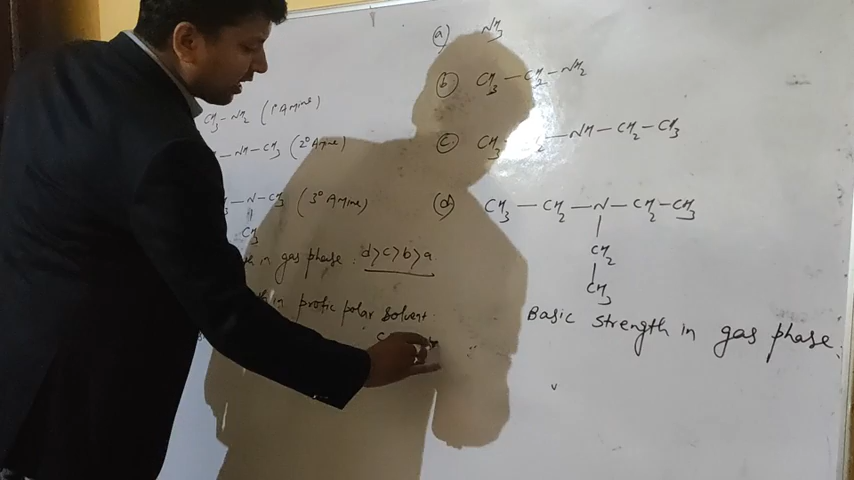 CH3-NH2 (1° Amine)
-NH-CH3 (2° Amine)
-N-CH3 (3° Amine)
CH3
in gas phase. d>c>b>a
in protic polar solvent.
(a) NH3
(b) CH3-CH2-NH2
(c) CH3 -NH-CH2-CH3
(d) CH3-CH2-N-CH2-CH3
|
CH2
|
CH3
Basic strength in gas phase.